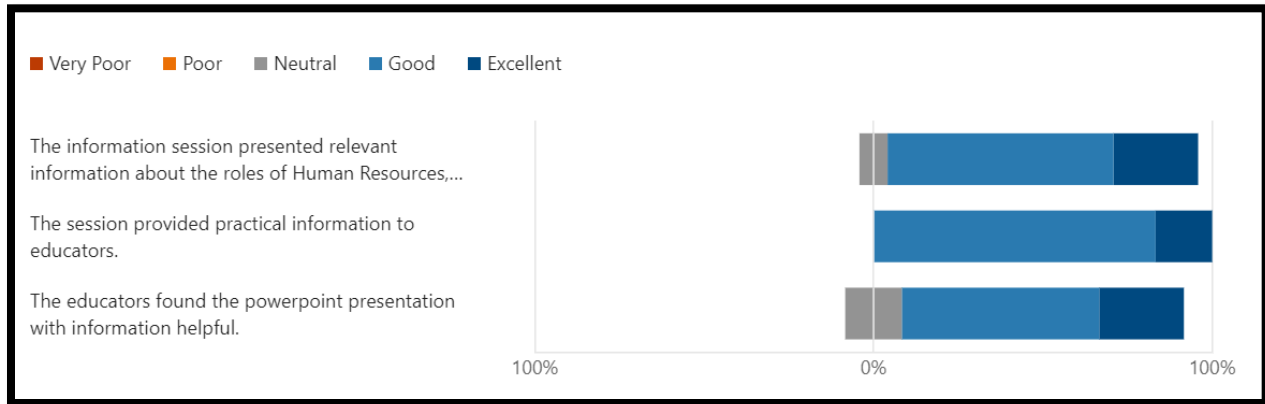 Very Poor Poor Neutral Good Excellent
The information session presented relevant
information about the roles of Human Resources,...
The session provided practical information to
educators.
The educators found the powerpoint presentation
with information helpful.
100% 0% 100%